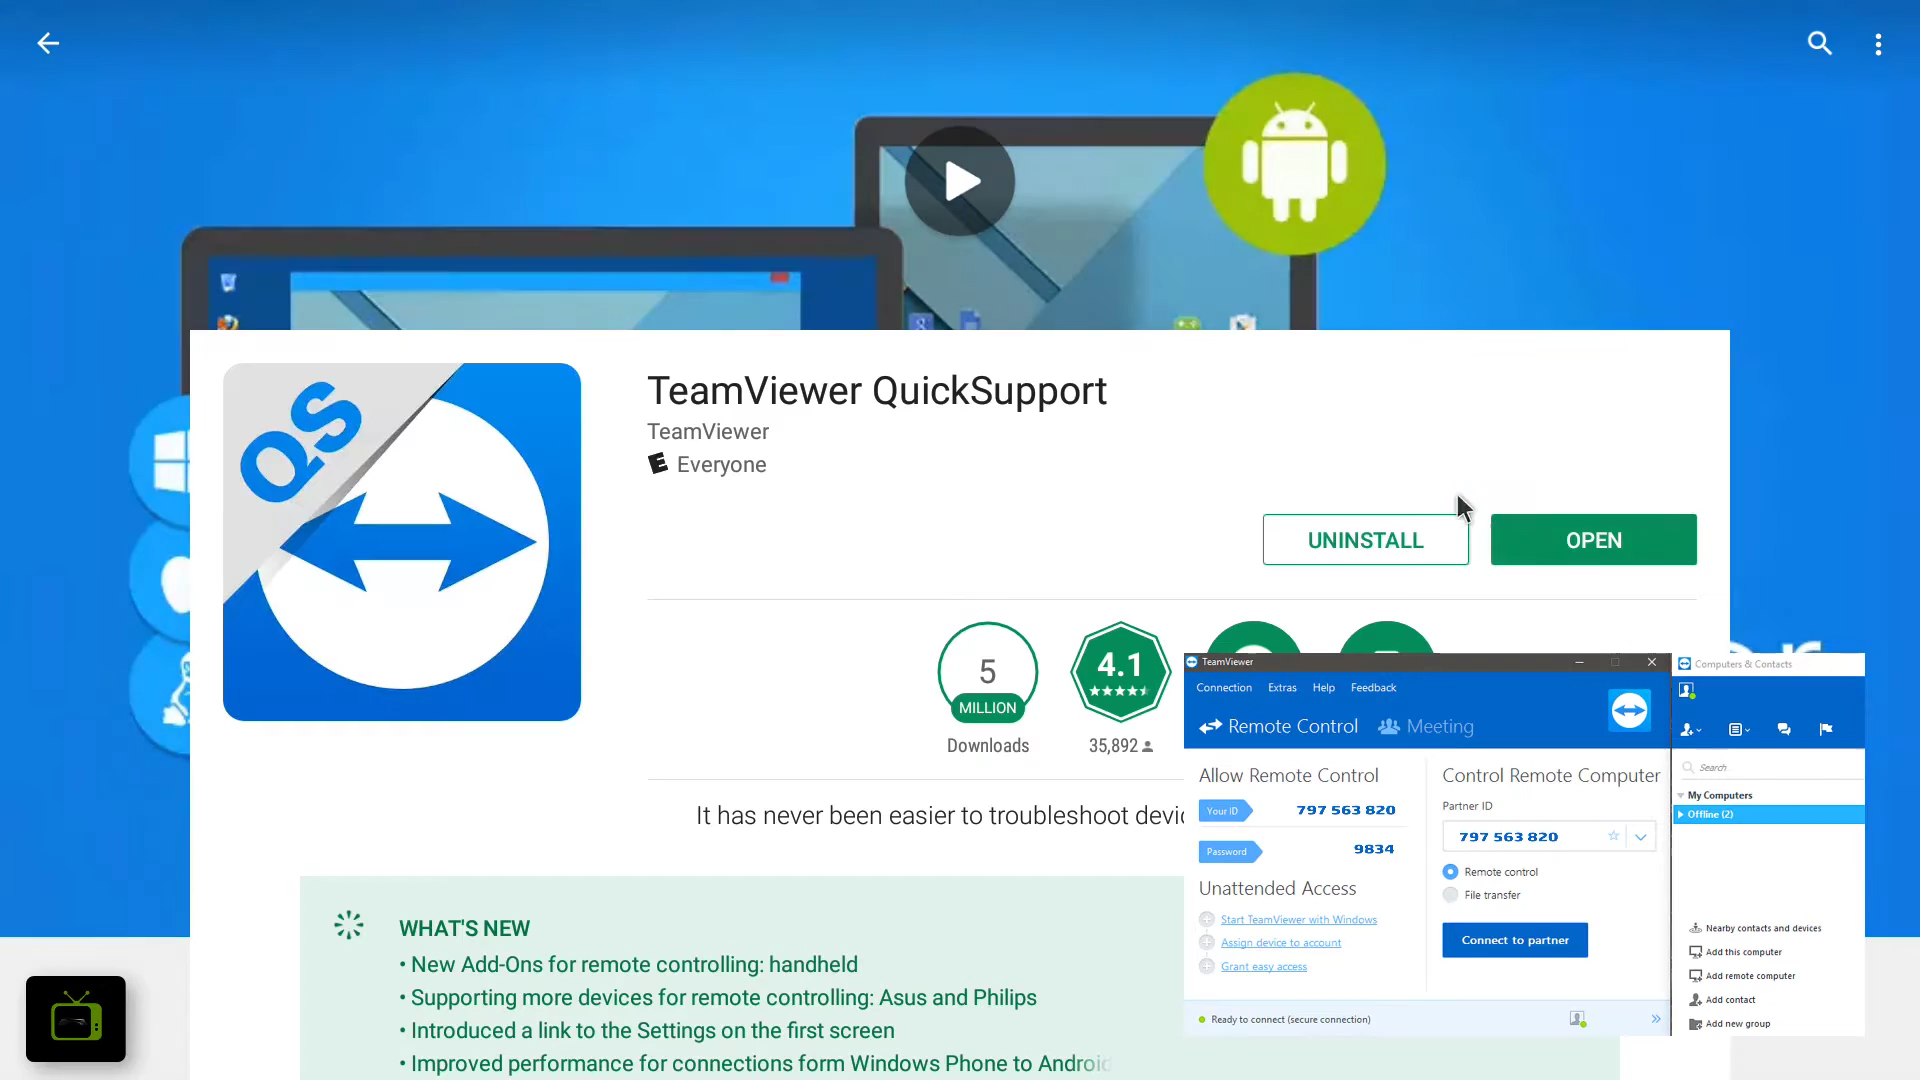 QS
TeamViewer QuickSupport
TeamViewer
E Everyone
UNINSTALL
OPEN
5
MILLION
Downloads
4.1
35,892
It has never been easier to troubleshoot
WHAT'S NEW
• New Add-Ons for remote controlling: handheld
• Supporting more devices for remote controlling: Asus and Philips
• Introduced a link to the Settings on the first screen
• Improved performance for connections form Windows Phone to Android
TeamViewer
Connection Extras Help Feedback
Remote Control Meeting
Allow Remote Control
Your ID 797 563 820
Password 9834
Unattended Access
Start TeamViewer with Windows
Assign device to account
Grant easy access
Control Remote Computer
Partner ID
797 563 820
Remote control
File transfer
Connect to partner
Ready to connect (secure connection)
Computers & Contacts
Search
My Computers
Offline (2)
Nearby contacts and devices
Add this computer
Add remote computer
Add contact
Add new group